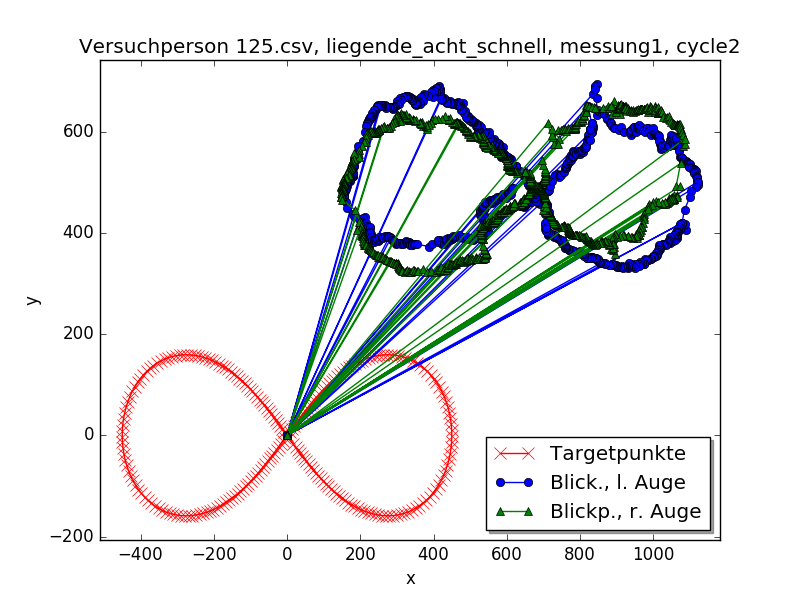 Versuchperson 125.csv, liegende_acht_schnell, messung1, cycle2
y
600
400
200
0
−200
−400
−200
0
200
400
600
800
1000
x
Targetpunkte
Blick., l. Auge
Blickp., r. Auge